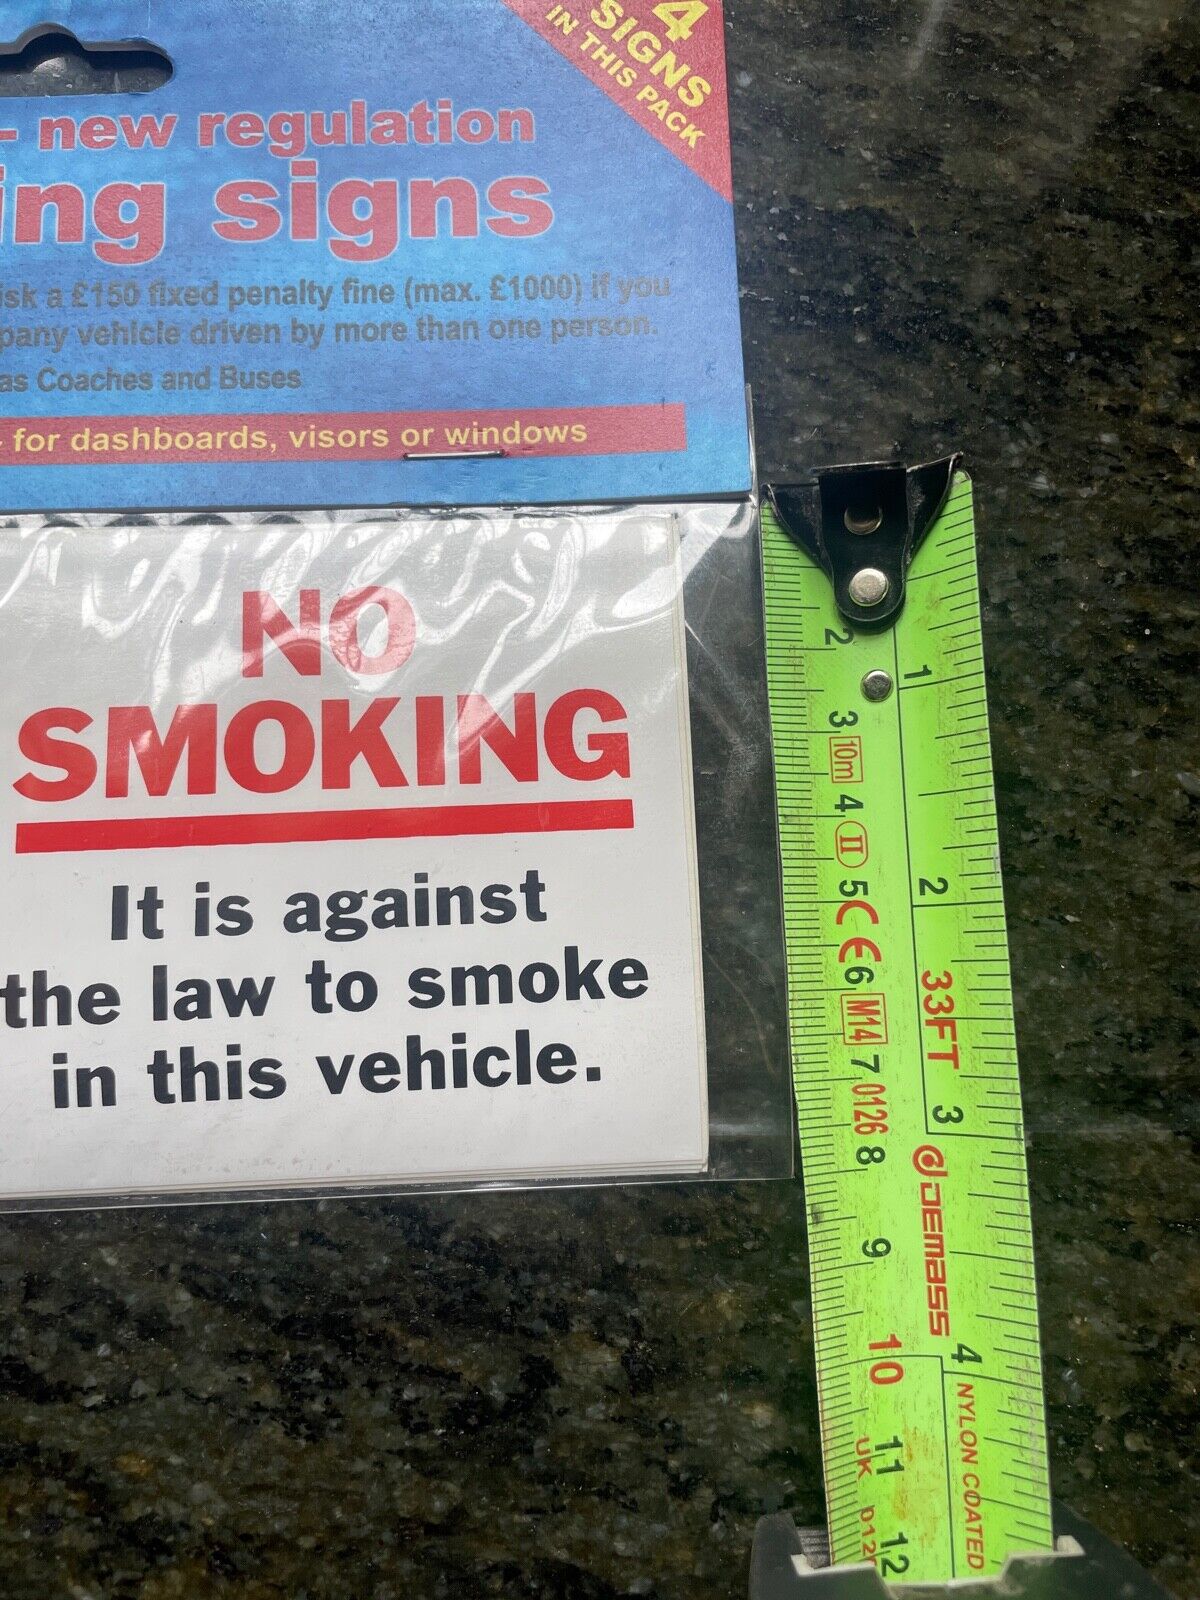 4
SIGNS
IN THIS PACK
- new regulation
ing signs
isk a £150 fixed penalty fine (max. £1000) if you
pany vehicle driven by more than one person.
as Coaches and Buses
- for dashboards, visors or windows
NO
SMOKING
It is against
the law to smoke
in this vehicle.
2
3
10m
4
II
5
CE
6
M14
7
0126
8
9
10
11
UK
12
1
2
33FT
3
DEMASS
4
NYLON COATED